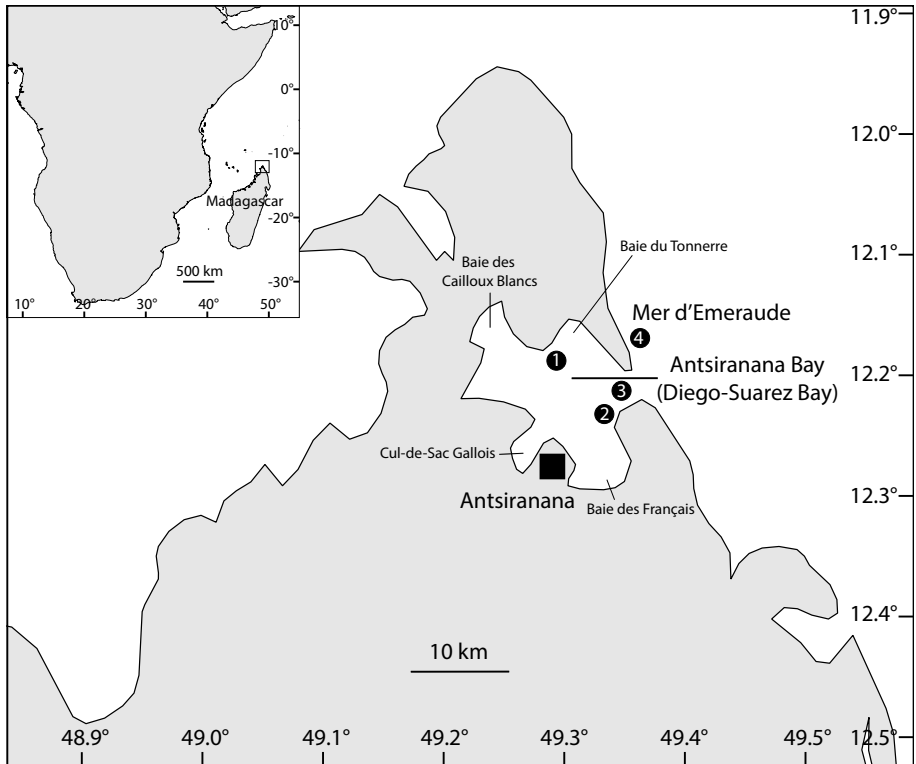 10°
0°
-10°
Madagascar
-20°
500 km
-30°
10°
20°
30°
40°
50°
11.9°
12.0°
12.1°
12.2°
12.3°
12.4°
12.5°
Baie du Tonnerre
Baie des
Cailloux Blancs
Mer d’Emeraude
4
1
Antsiranana Bay
(Diego-Suarez Bay)
3
2
Cul-de-Sac Gallois
Antsiranana
Baie des Français
10 km
48.9°
49.0°
49.1°
49.2°
49.3°
49.4°
49.5°